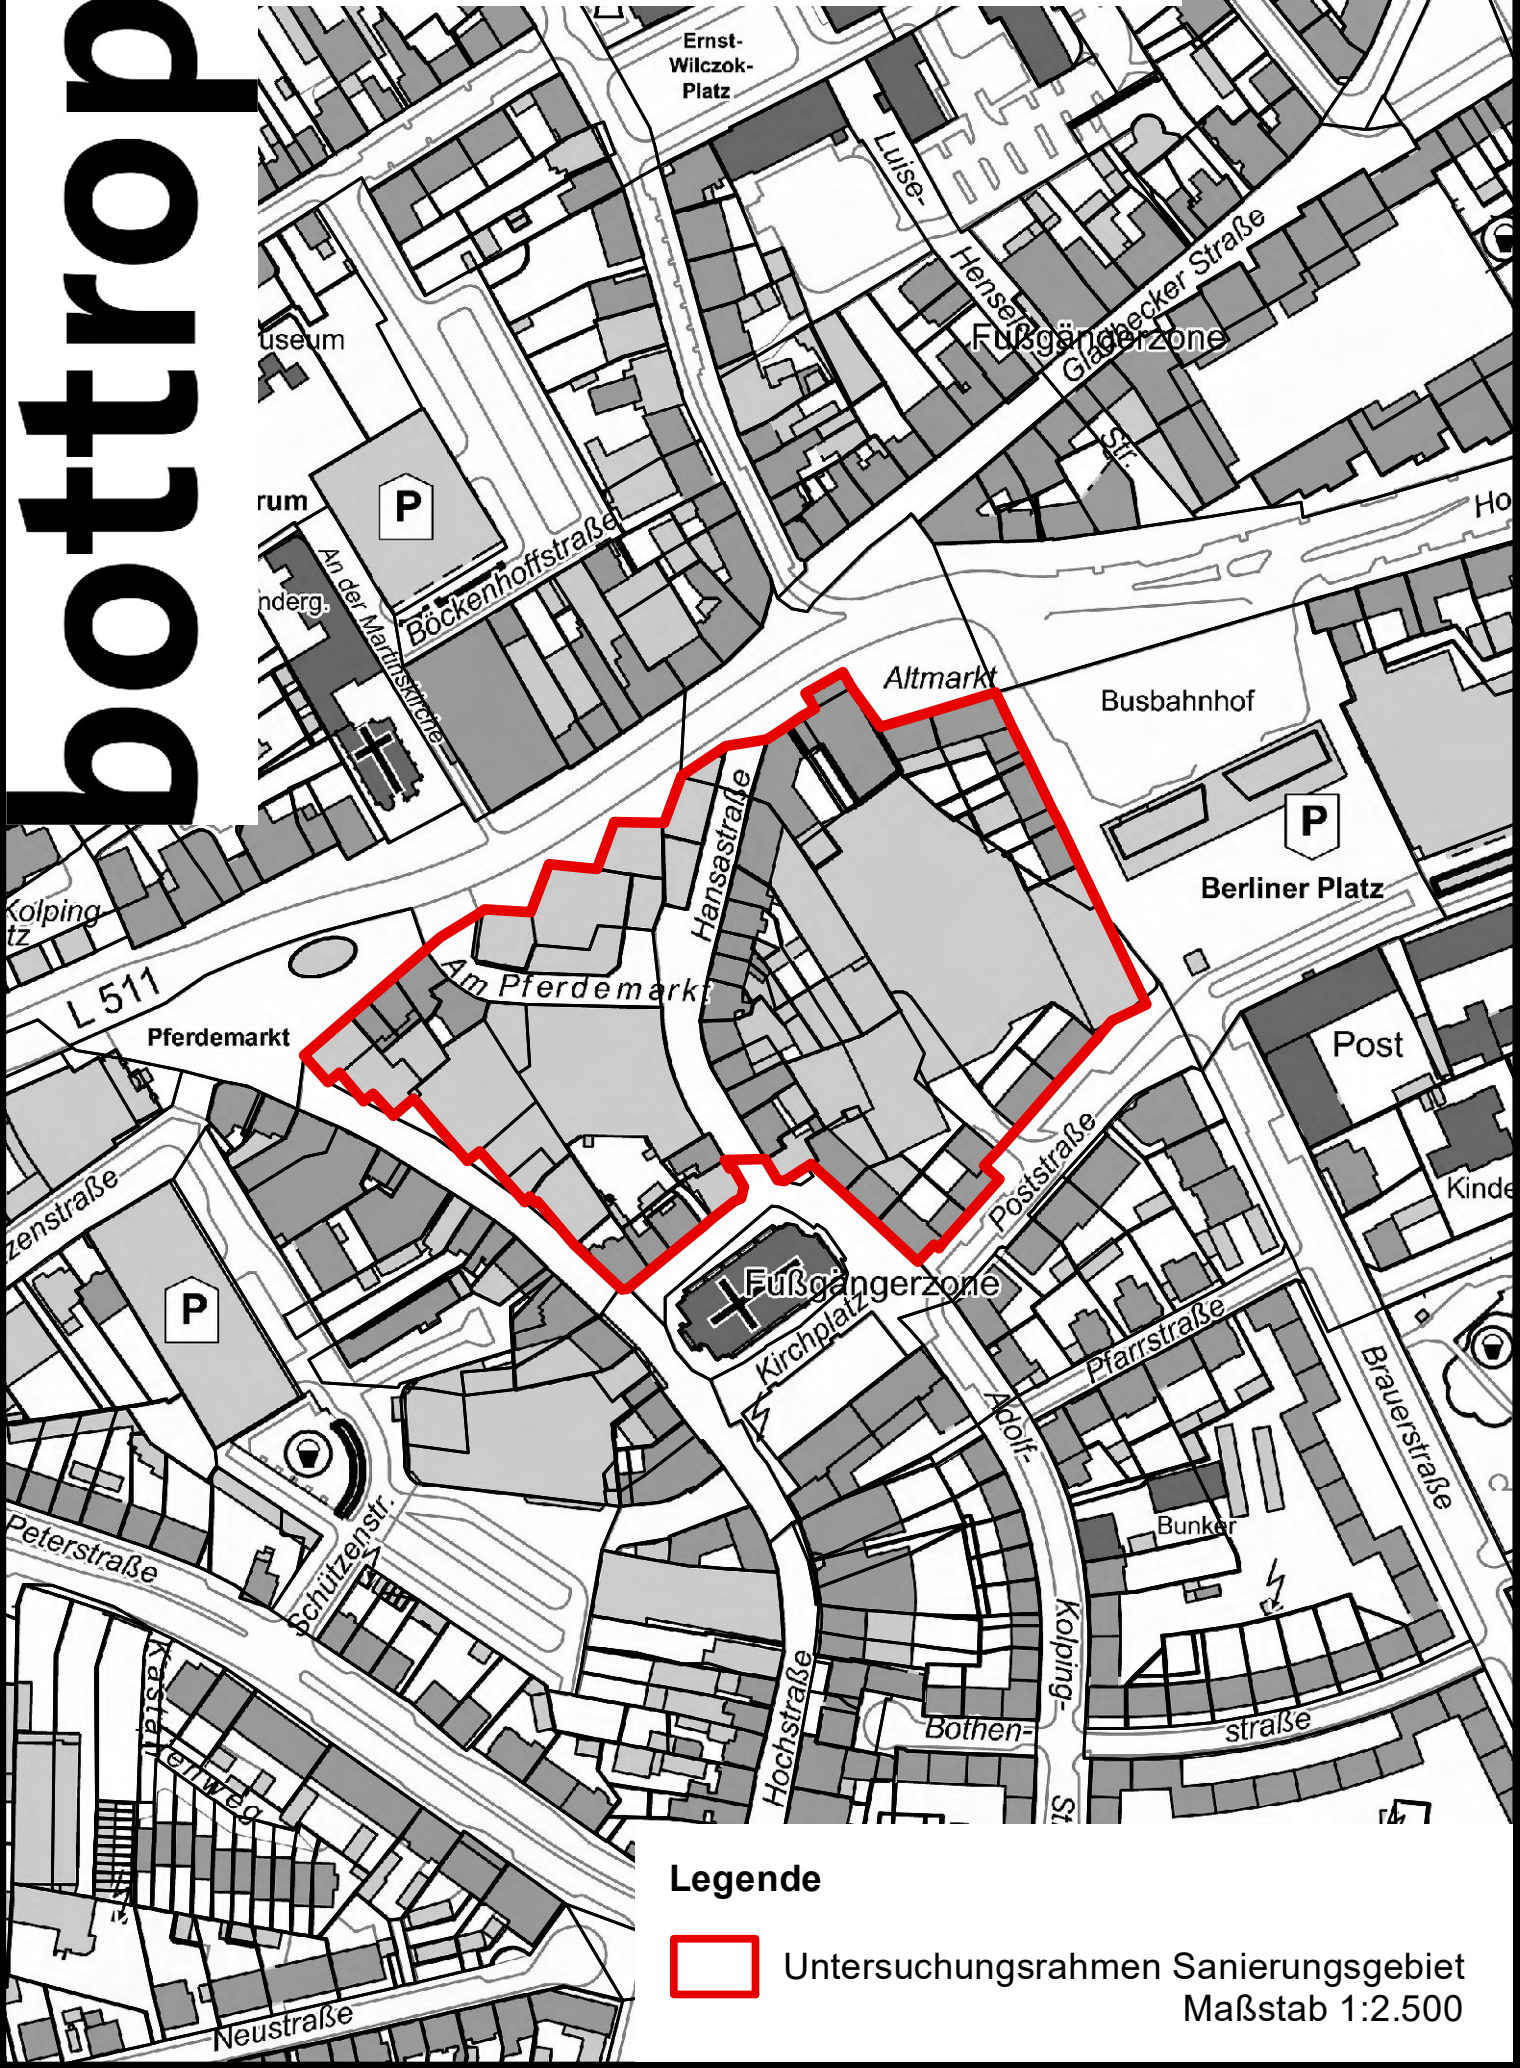 bottrop
Ernst-
Wilczok-
Platz
Luise-
Hensel-
Str.
Gladbecker Straße
Fußgängerzone
useum
P
rum
An der Martinskirche
nderg.
Böckenhoffstraße
Ho
Altmarkt
Busbahnhof
P
Berliner Platz
Hansastraße
Kolping-
tz
L 511
Am Pferdemarkt
Pferdemarkt
Post
zenstraße
Poststraße
Kinde
P
Fußgängerzone
Kirchplatz
Pfarrstraße
Brauerstraße
Adolf-
Kolping-
Bunker
Peterstraße
Schützenstr.
Hochstraße
Bothen-
straße
St
Neustraße
Legende
Untersuchungsrahmen Sanierungsgebiet
Maßstab 1:2.500